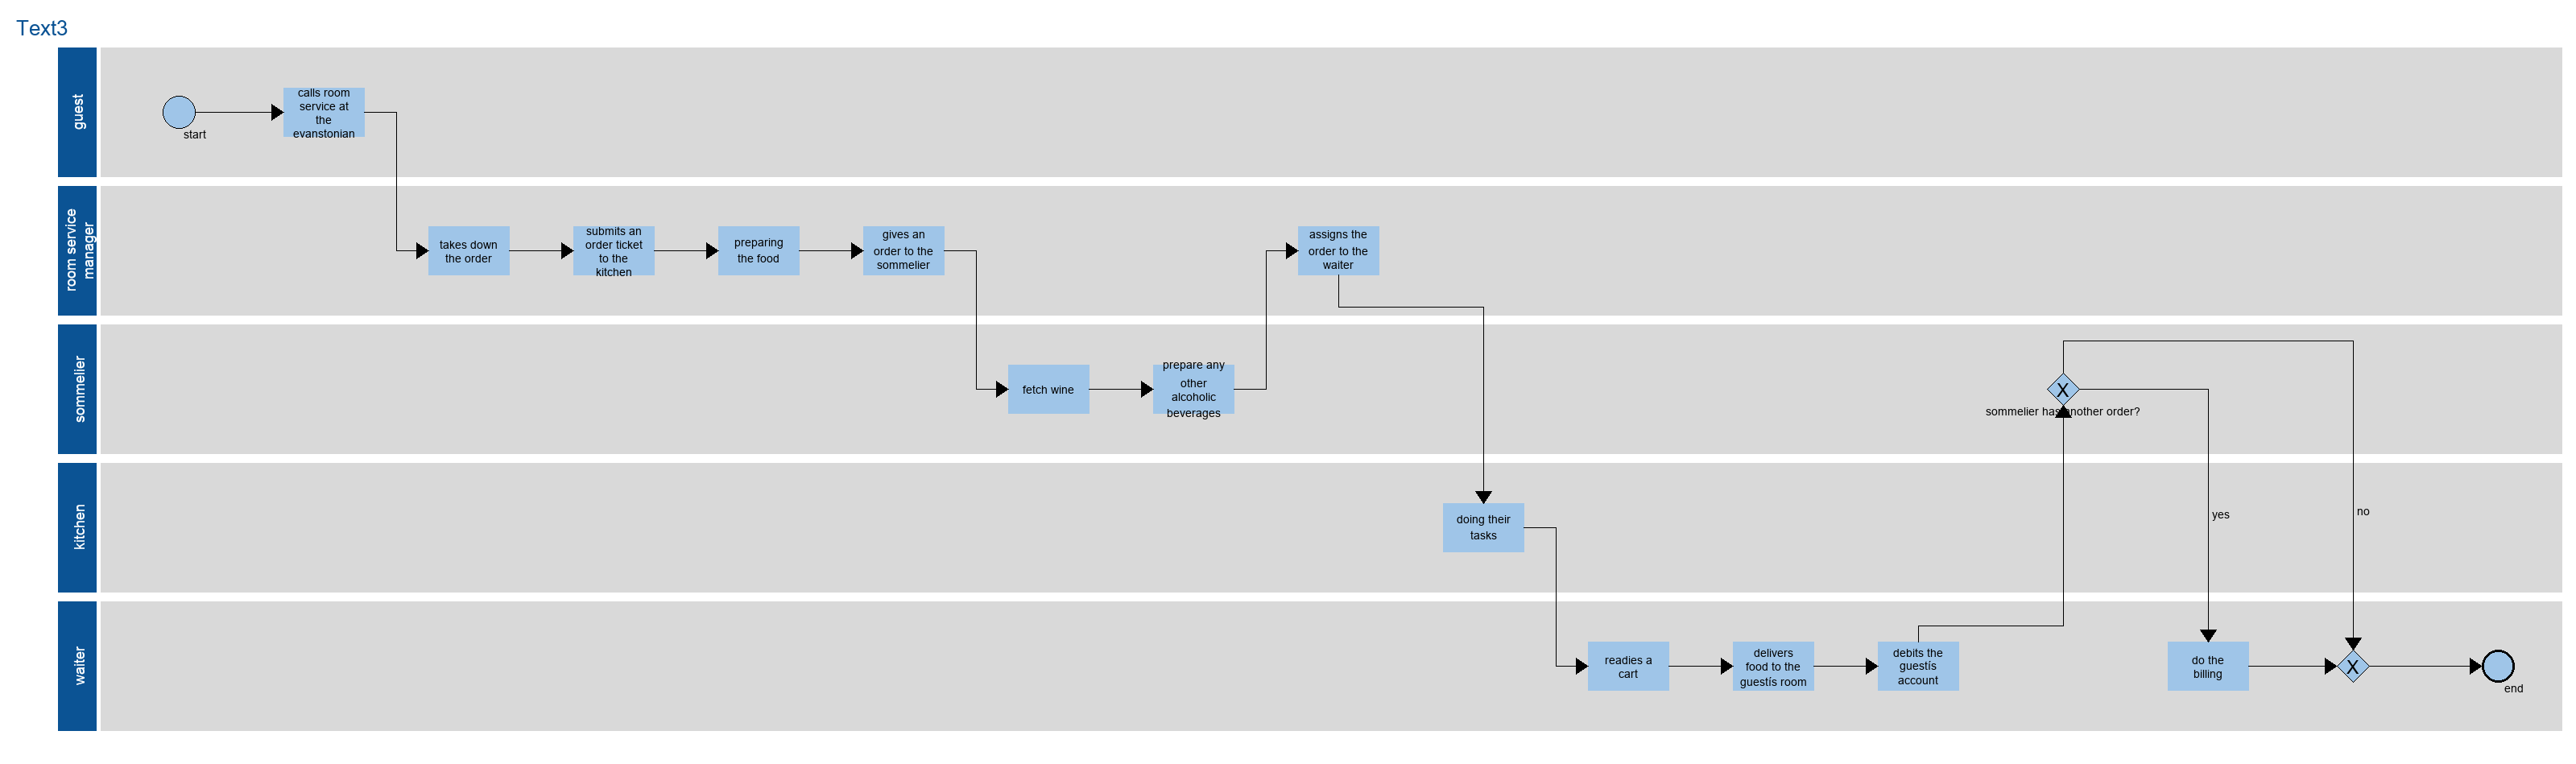 Text3
guest
start
calls room
service at
the
evanstonian
room service
manager
takes down
the order
submits an
order ticket
to the
kitchen
preparing
the food
gives an
order to the
sommelier
assigns the
order to the
waiter
sommelier
fetch wine
prepare any
other
alcoholic
beverages
X
sommelier has another order?
kitchen
doing their
tasks
yes
no
waiter
readies a
cart
delivers
food to the
guestís room
debits the
guestís
account
do the
billing
X
end